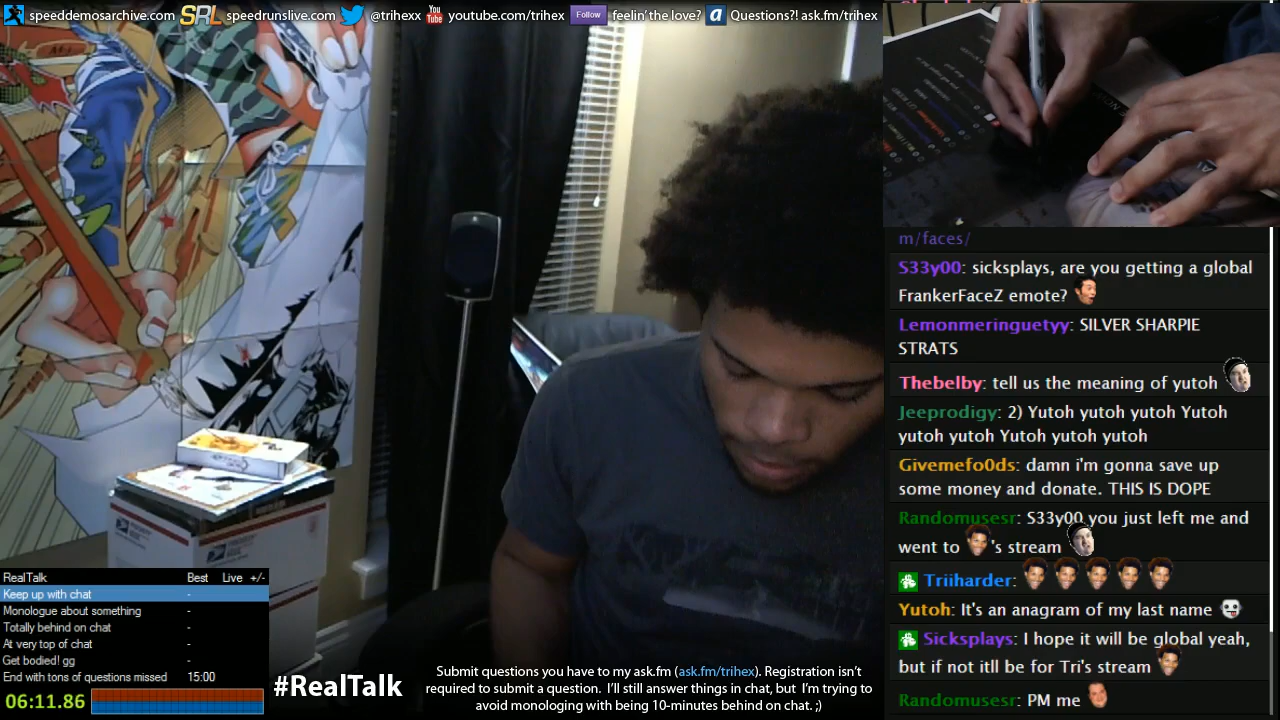 speeddemosarchive.com SRL speedrunslive.com @trihexx You Tube youtube.com/trihex Follow feelin' the love? a Questions?! ask.fm/trihex
m/faces/
S33y00: sicksplays, are you getting a global
FrankerFaceZ emote?
Lemonmeringuetyy: SILVER SHARPIE
STRATS
Thebelby: tell us the meaning of yutoh
Jeeprodigy: 2) Yutoh yutoh yutoh Yutoh
yutoh yutoh Yutoh yutoh yutoh
Givemefo0ds: damn i'm gonna save up
some money and donate. THIS IS DOPE
Randomusesr: S33y00 you just left me and
went to 's stream
Triiharder:
Yutoh: It's an anagram of my last name
Sicksplays: I hope it will be global yeah,
but if not itll be for Tri's stream
Randomusesr: PM me
RealTalk Best Live +/-
Keep up with chat -
Monologue about something -
Totally behind on chat -
At very top of chat -
Get bodied! gg -
End with tons of questions missed 15:00
06:11.86
#RealTalk
Submit questions you have to my ask.fm (ask.fm/trihex). Registration isn't
required to submit a question. I'll still answer things in chat, but I'm trying to
avoid monologing with being 10-minutes behind on chat. ;)